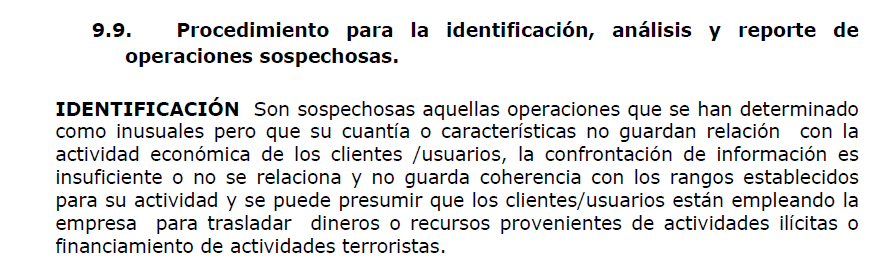 9.9. Procedimiento para la identificación, análisis y reporte de
operaciones sospechosas.
IDENTIFICACIÓN Son sospechosas aquellas operaciones que se han determinado
como inusuales pero que su cuantía o características no guardan relación con la
actividad económica de los clientes /usuarios, la confrontación de información es
insuficiente o no se relaciona y no guarda coherencia con los rangos establecidos
para su actividad y se puede presumir que los clientes/usuarios están empleando la
empresa para trasladar dineros o recursos provenientes de actividades ilícitas o
financiamiento de actividades terroristas.